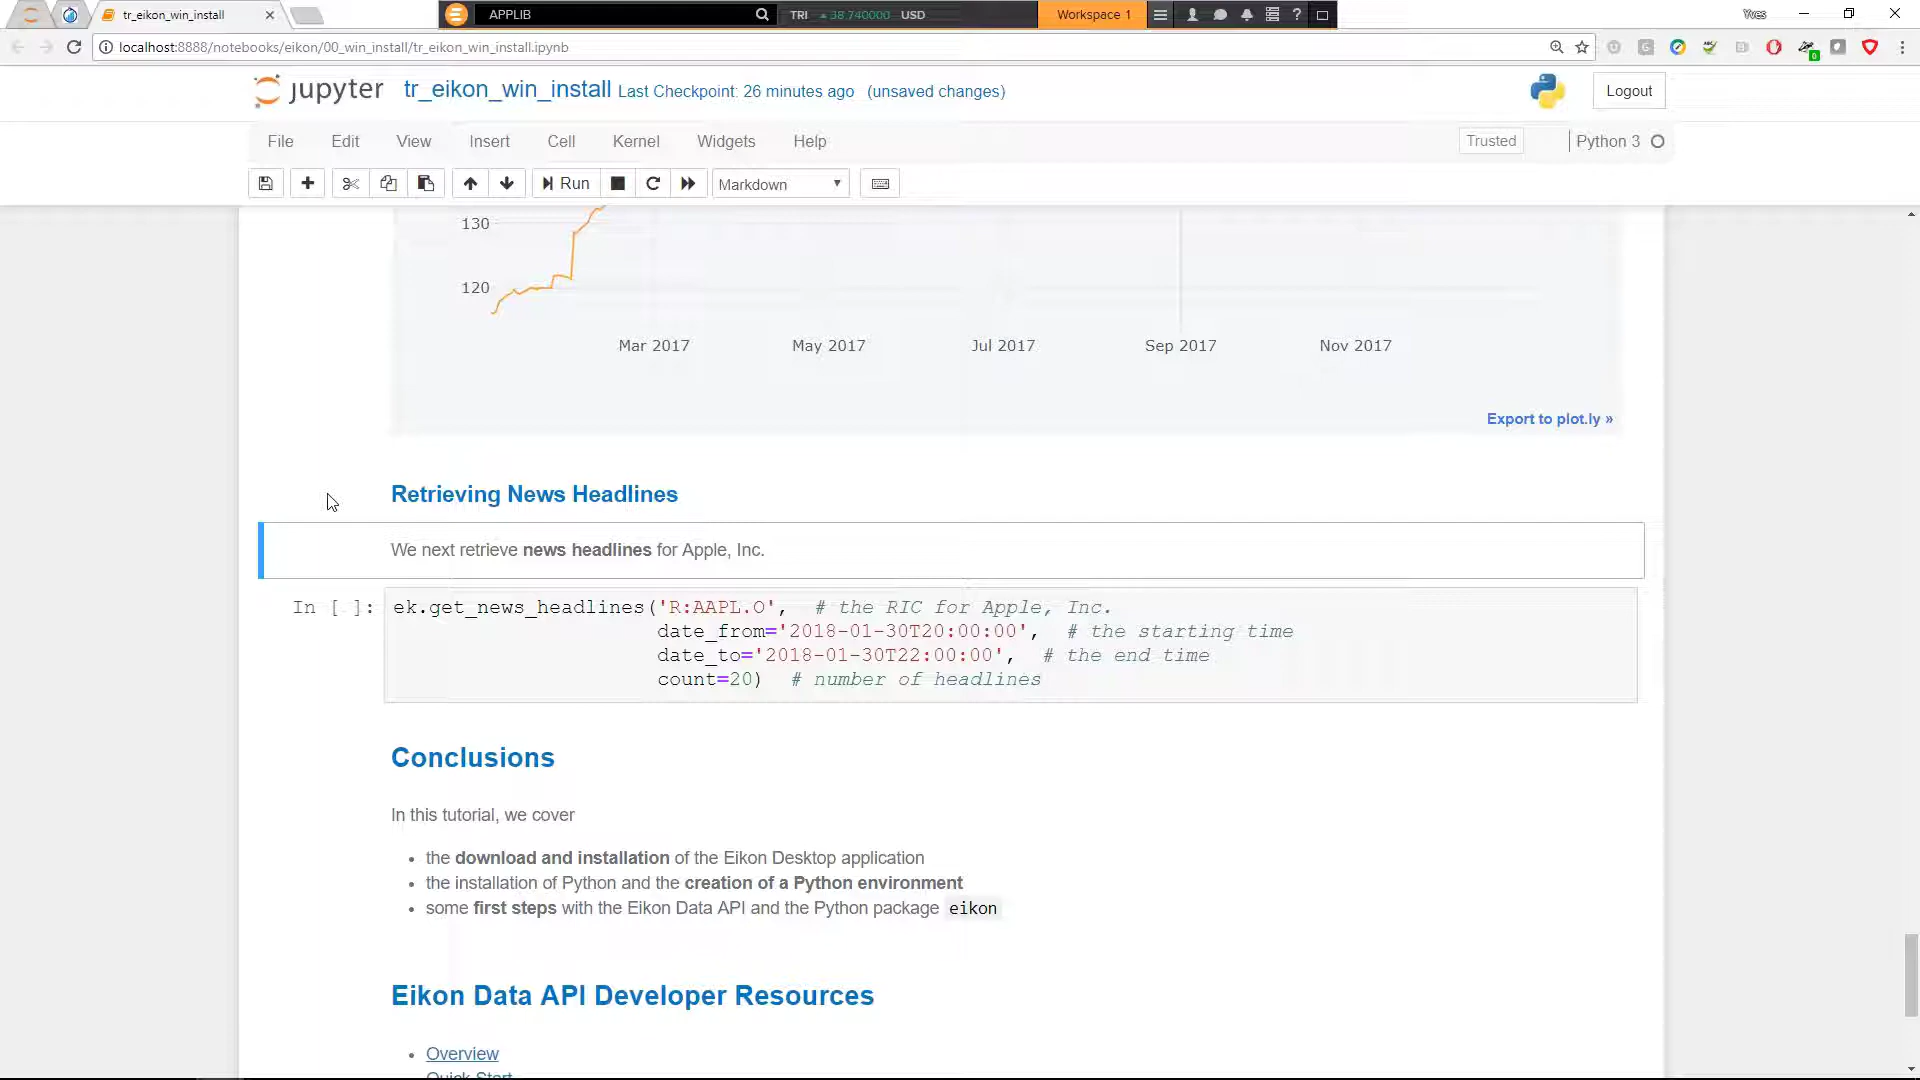 tr_eikon_win_install
APPLIB
TRI 38.740000 USD
Workspace 1
Yves
localhost:8888/notebooks/eikon/00_win_install/tr_eikon_win_install.ipynb
jupyter tr_eikon_win_install Last Checkpoint: 26 minutes ago (unsaved changes)
Logout
File Edit View Insert Cell Kernel Widgets Help
Trusted
Python 3
Run
Markdown
130
120
Mar 2017 May 2017 Jul 2017 Sep 2017 Nov 2017
Export to plot.ly »
Retrieving News Headlines
We next retrieve news headlines for Apple, Inc.
In [ ]: ek.get_news_headlines('R:AAPL.O', # the RIC for Apple, Inc.
date_from='2018-01-30T20:00:00', # the starting time
date_to='2018-01-30T22:00:00', # the end time
count=20) # number of headlines
Conclusions
In this tutorial, we cover
• the download and installation of the Eikon Desktop application
• the installation of Python and the creation of a Python environment
• some first steps with the Eikon Data API and the Python package eikon
Eikon Data API Developer Resources
• Overview
Quick Start